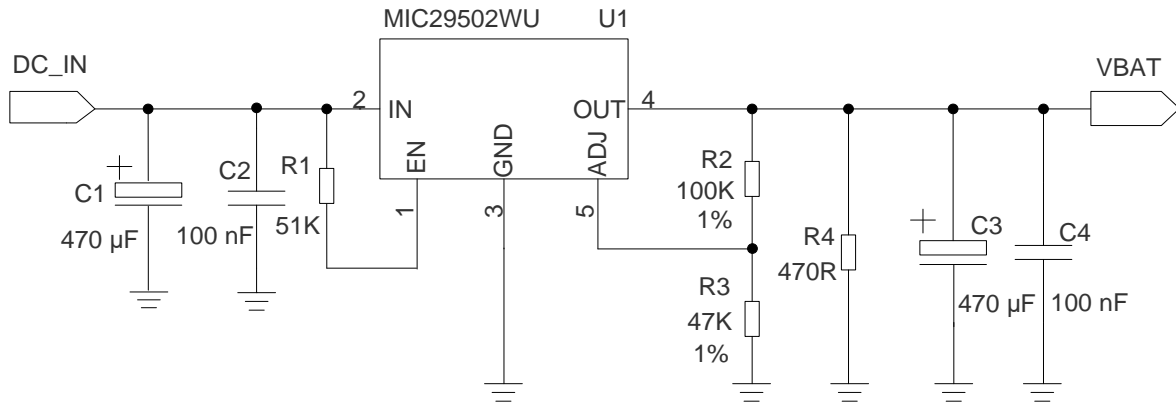 MIC29502WU U1
DC_IN
VBAT
2 IN
OUT 4
EN
GND
ADJ
1
3
5
+
C1
470 µF
C2
100 nF
R1
51K
R2
100K
1%
R3
47K
1%
R4
470R
+
C3
470 µF
C4
100 nF